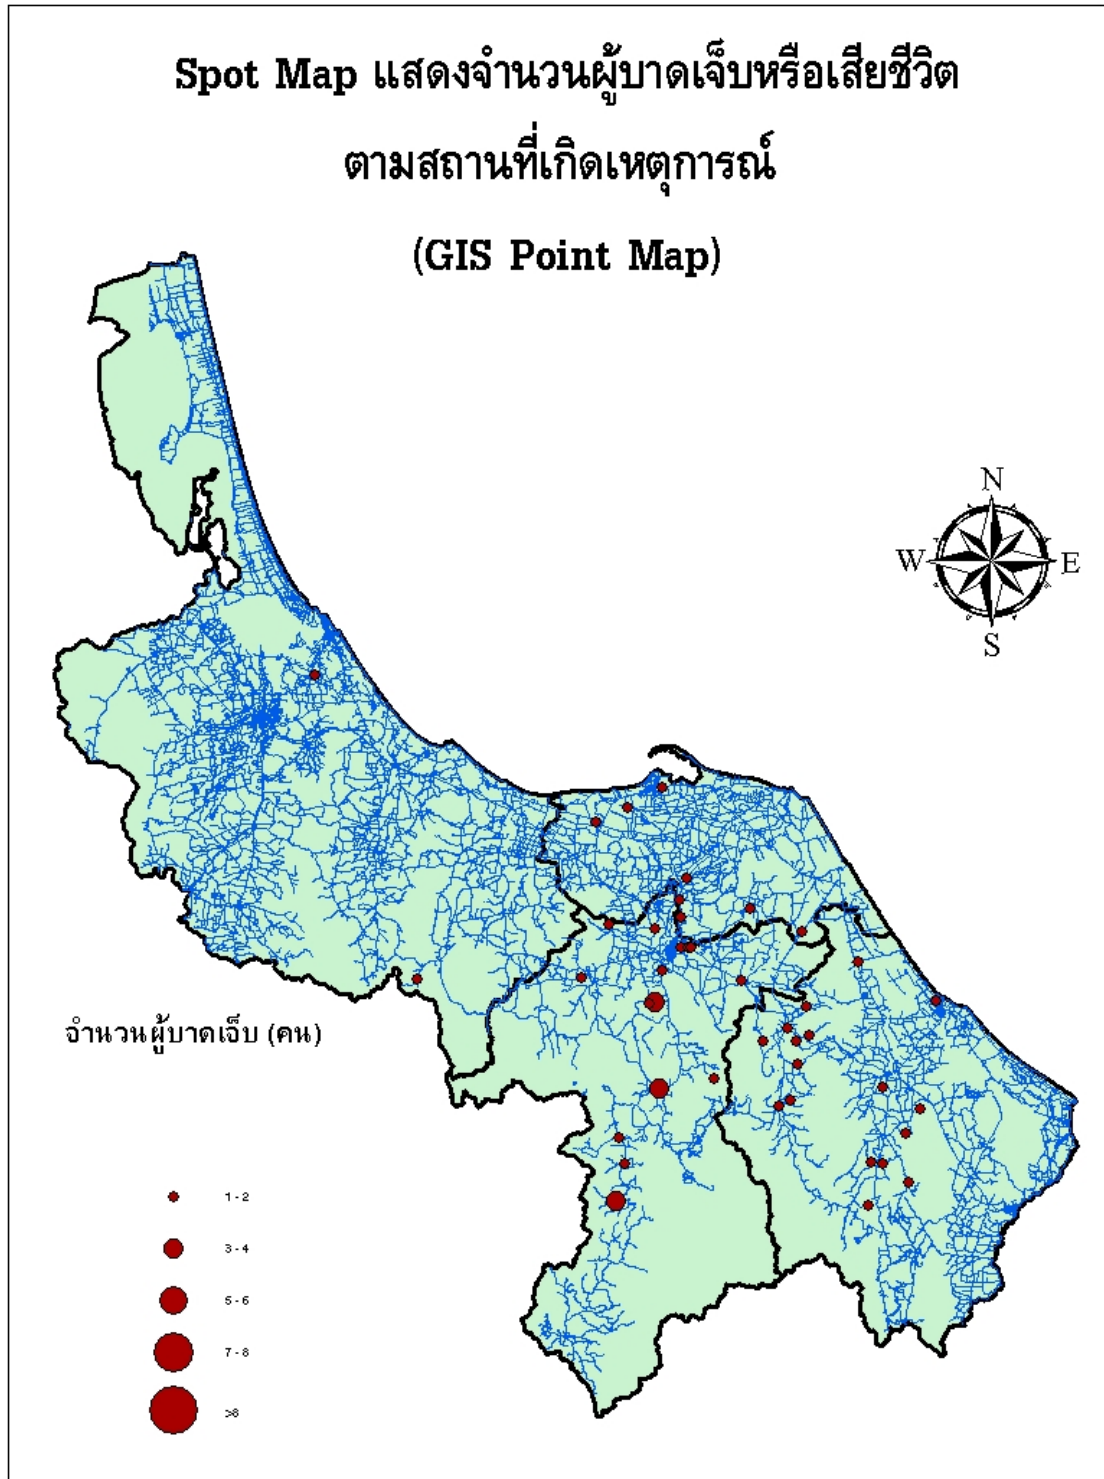 Spot Map แสดงจำนวนผู้บาดเจ็บหรือเสียชีวิต
ตามสถานที่เกิดเหตุการณ์
(GIS Point Map)
N
W
E
S
จำนวนผู้บาดเจ็บ (คน)
1 - 2
3 - 4
5 - 6
7 - 8
>8